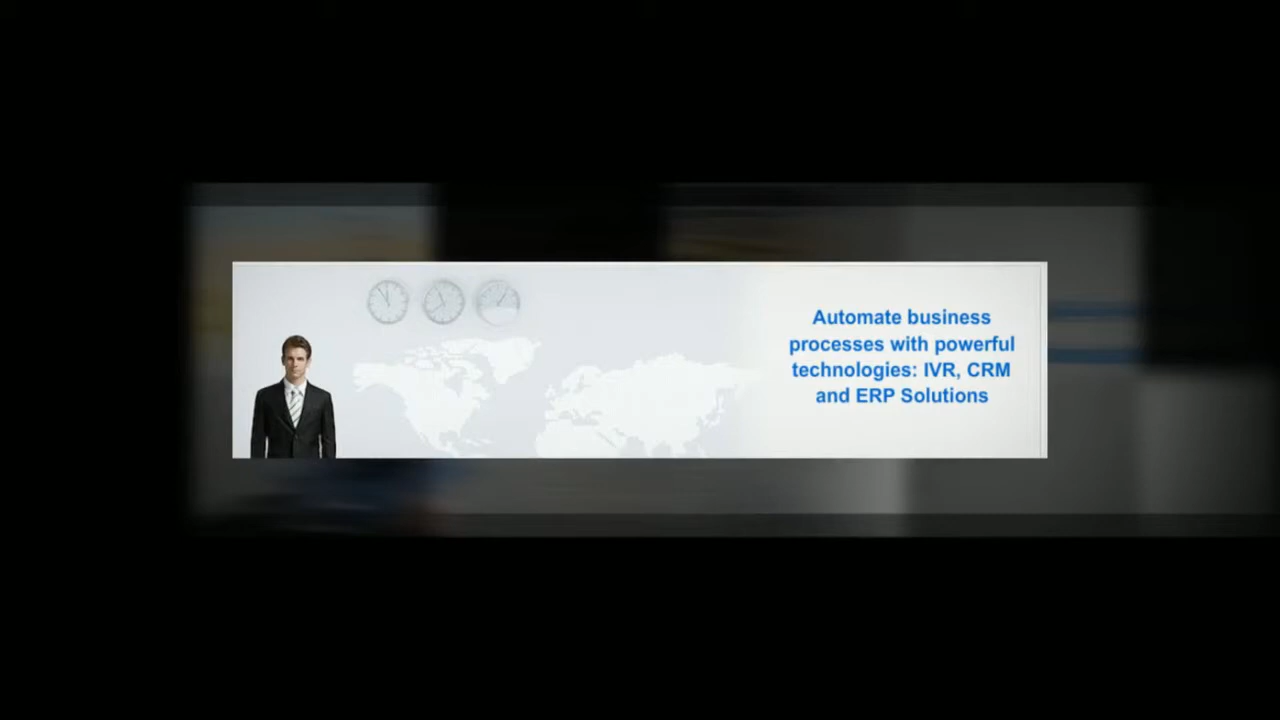 Automate business
processes with powerful
technologies: IVR, CRM
and ERP Solutions